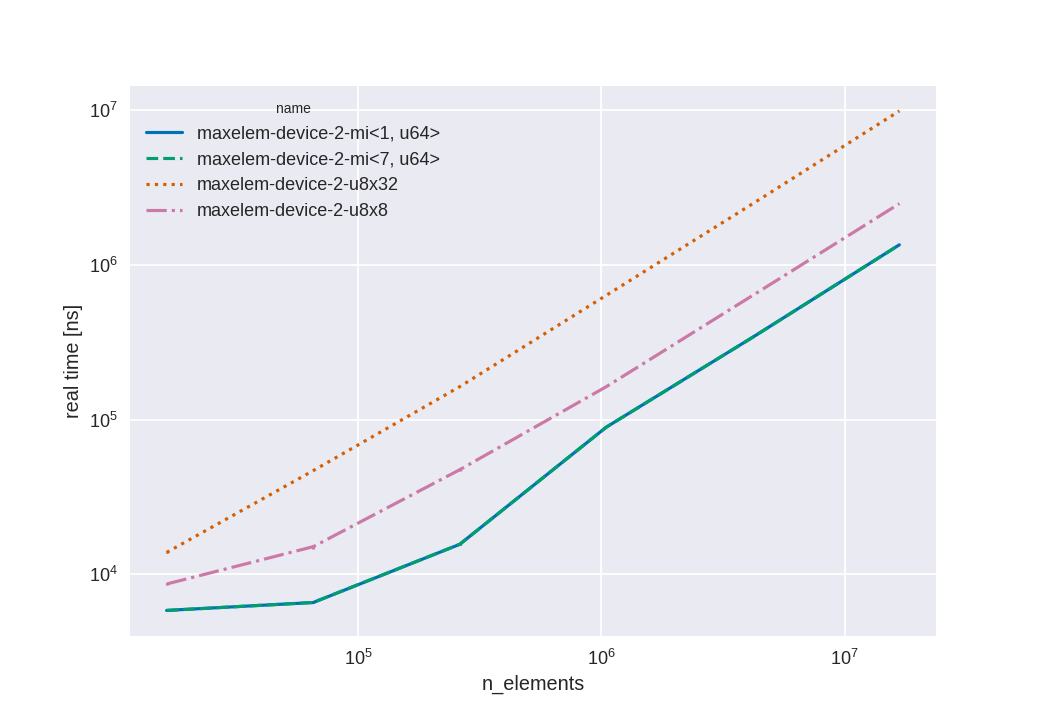 name
maxelem-device-2-mi<1, u64>
maxelem-device-2-mi<7, u64>
maxelem-device-2-u8x32
maxelem-device-2-u8x8
10⁷
10⁶
10⁵
10⁴
real time [ns]
10⁵ 10⁶ 10⁷
n_elements